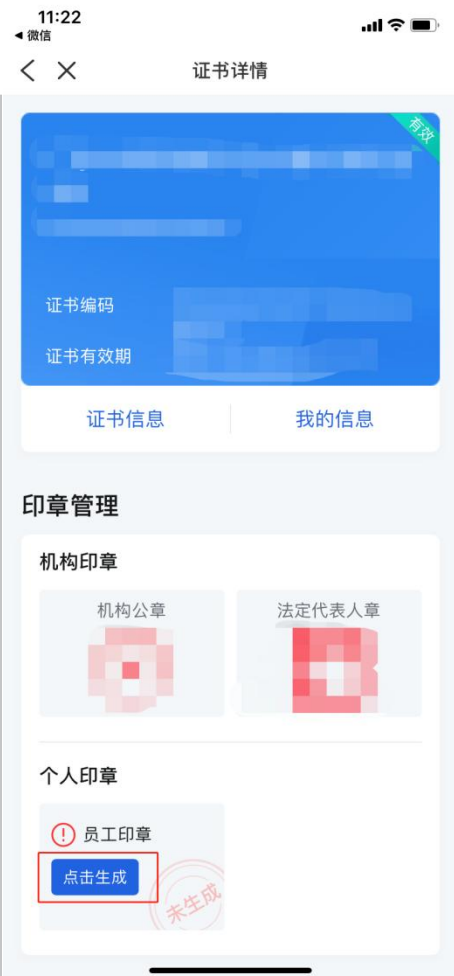 11:22
微信
证书详情
有效
证书编码
证书有效期
证书信息
我的信息
印章管理
机构印章
机构公章
法定代表人章
个人印章
员工印章
点击生成
未生成